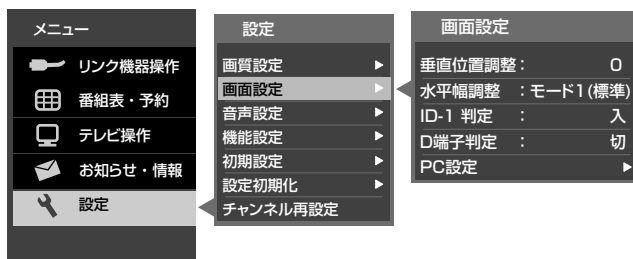 メニュー
リンク機器操作
番組表・予約
テレビ操作
お知らせ・情報
設定
設定
画質設定
画面設定
音声設定
機能設定
初期設定
設定初期化
チャンネル再設定
画面設定
垂直位置調整： 0
水平幅調整 ：モード1(標準)
ID-1 判定 ： 入
D端子判定 ： 切
PC設定